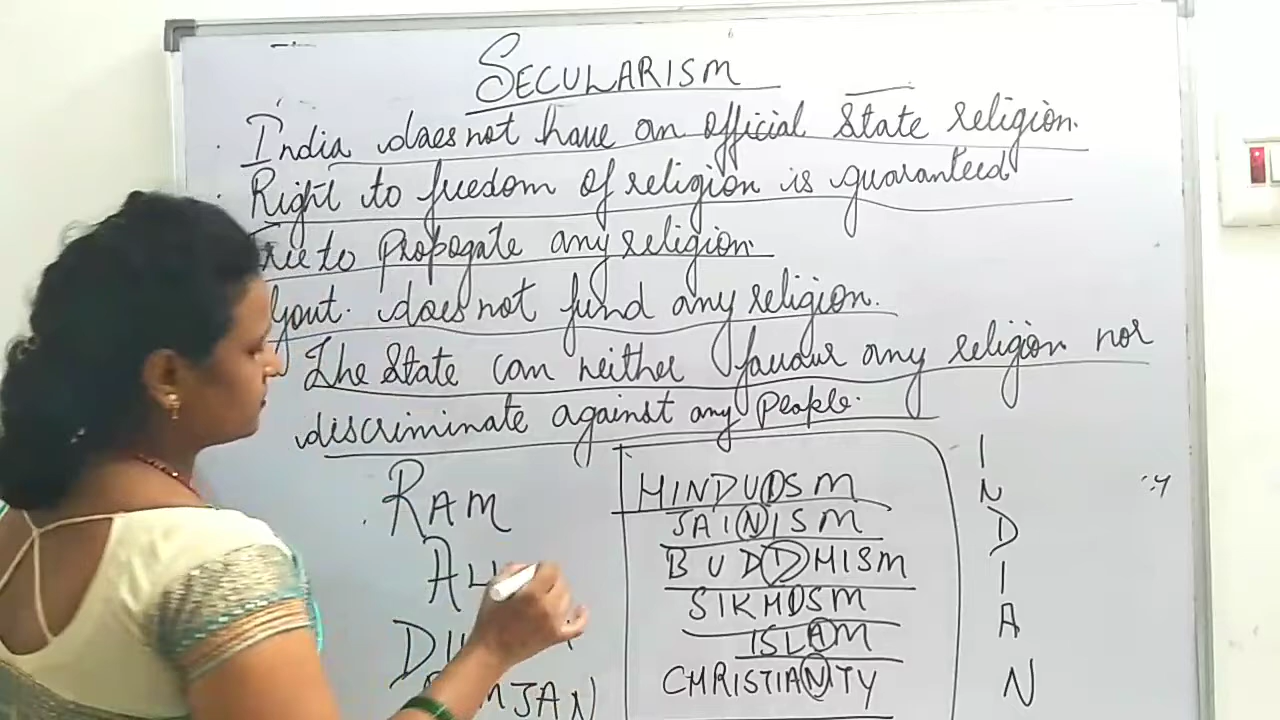 SECULARISM
India does not have an official State religion.
Right to freedom of religion is guaranteed
to propogate any religion.
Govt. does not fund any religion.
The State can neither favour any religion nor
discriminate against any people.
RAM
HINDUISM
JAINISM
BUDDHISM
SIKHISM
ISLAM
CHRISTIANITY
I
N
D
I
A
N